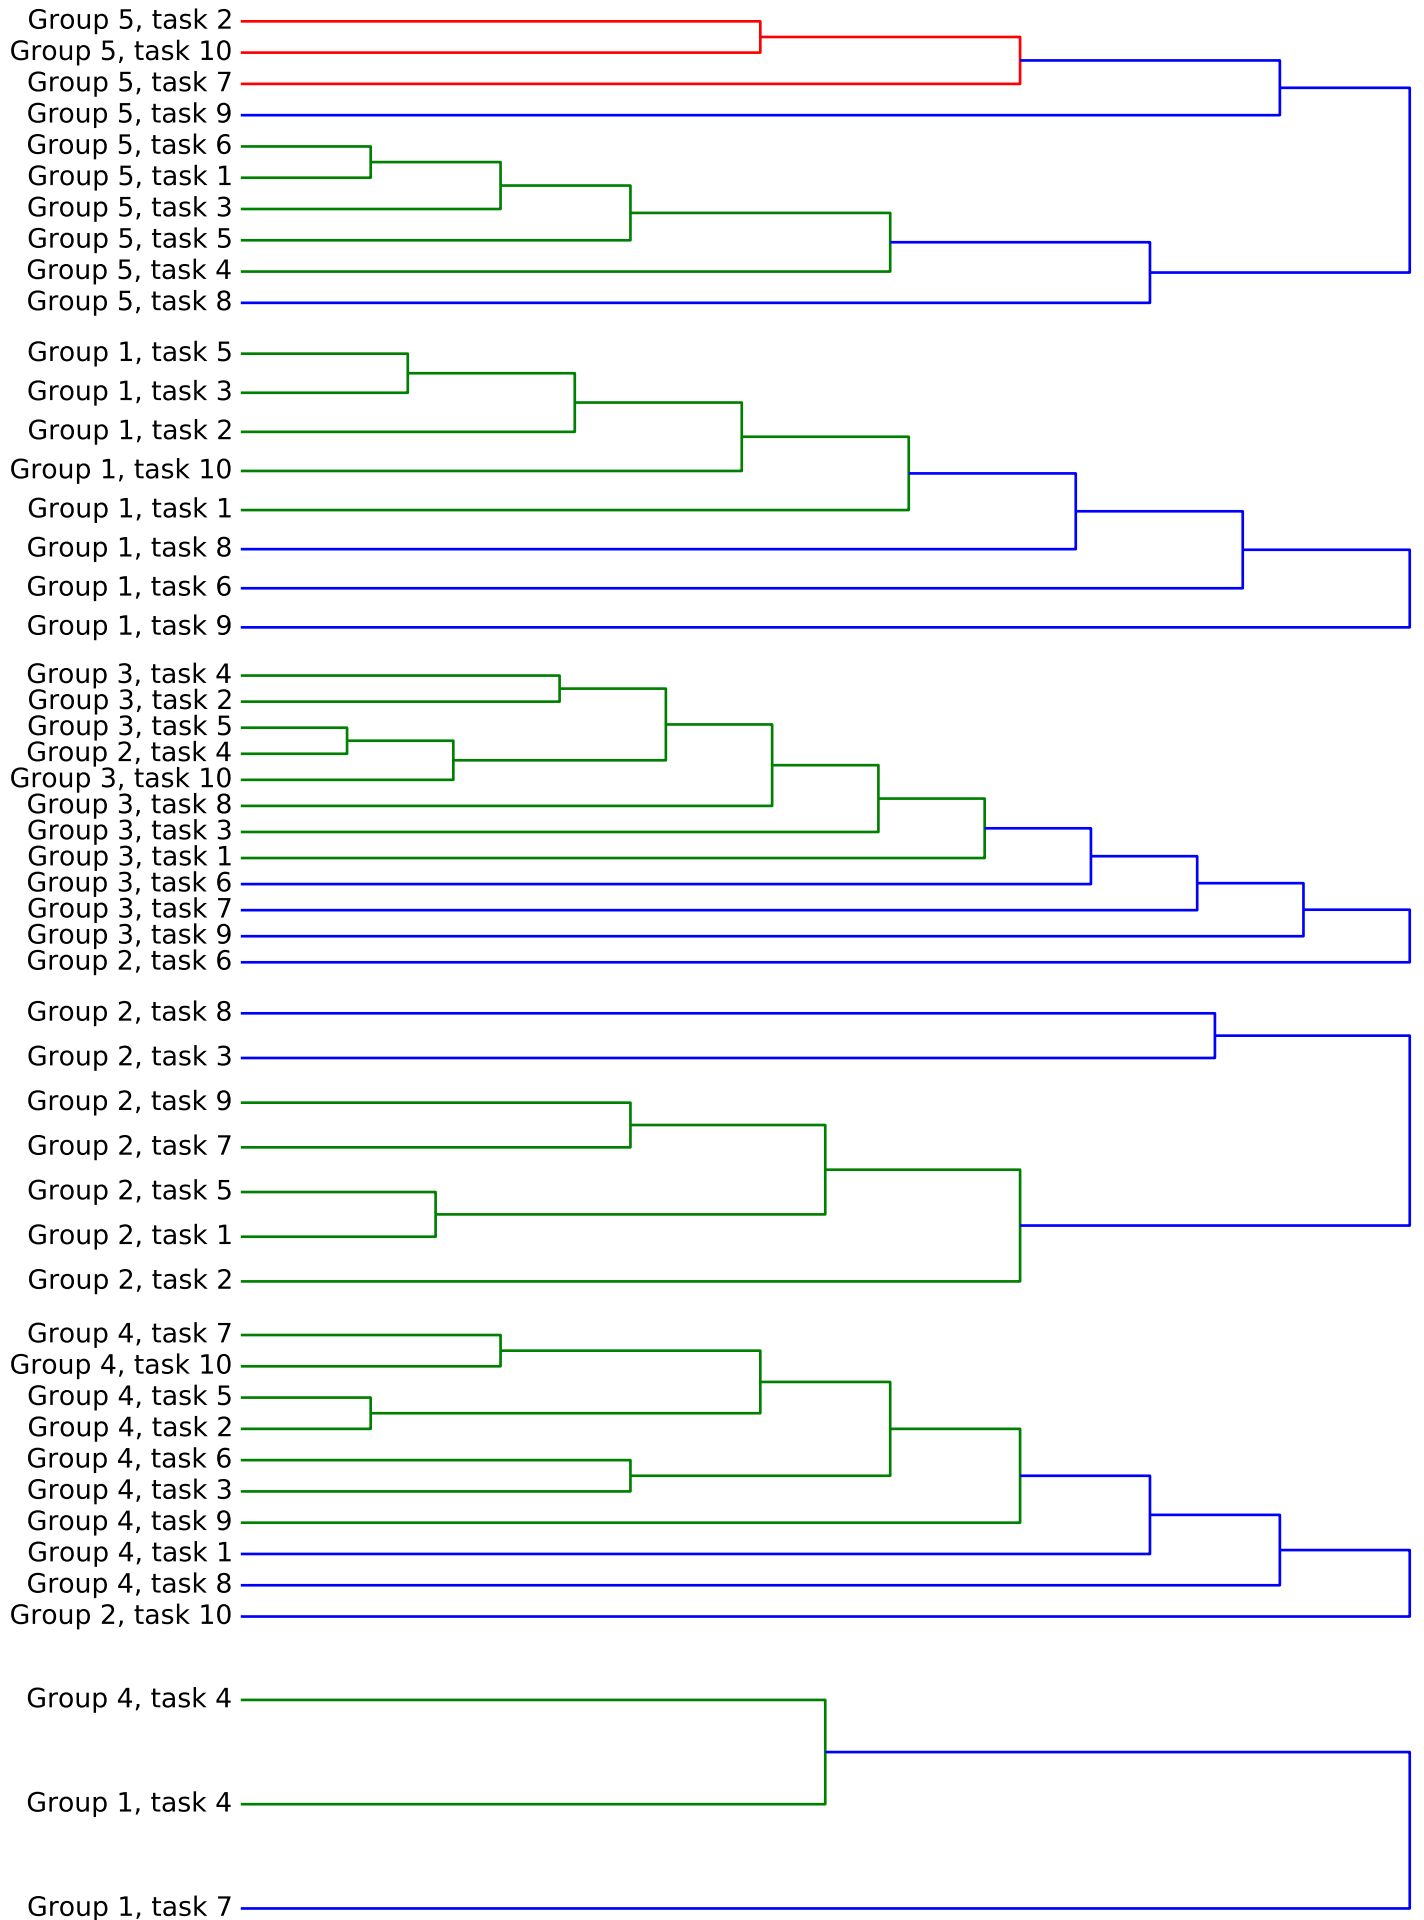 Group 5, task 2
Group 5, task 10
Group 5, task 7
Group 5, task 9
Group 5, task 6
Group 5, task 1
Group 5, task 3
Group 5, task 5
Group 5, task 4
Group 5, task 8
Group 1, task 5
Group 1, task 3
Group 1, task 2
Group 1, task 10
Group 1, task 1
Group 1, task 8
Group 1, task 6
Group 1, task 9
Group 3, task 4
Group 3, task 2
Group 3, task 5
Group 2, task 4
Group 3, task 10
Group 3, task 8
Group 3, task 3
Group 3, task 1
Group 3, task 6
Group 3, task 7
Group 3, task 9
Group 2, task 6
Group 2, task 8
Group 2, task 3
Group 2, task 9
Group 2, task 7
Group 2, task 5
Group 2, task 1
Group 2, task 2
Group 4, task 7
Group 4, task 10
Group 4, task 5
Group 4, task 2
Group 4, task 6
Group 4, task 3
Group 4, task 9
Group 4, task 1
Group 4, task 8
Group 2, task 10
Group 4, task 4
Group 1, task 4
Group 1, task 7